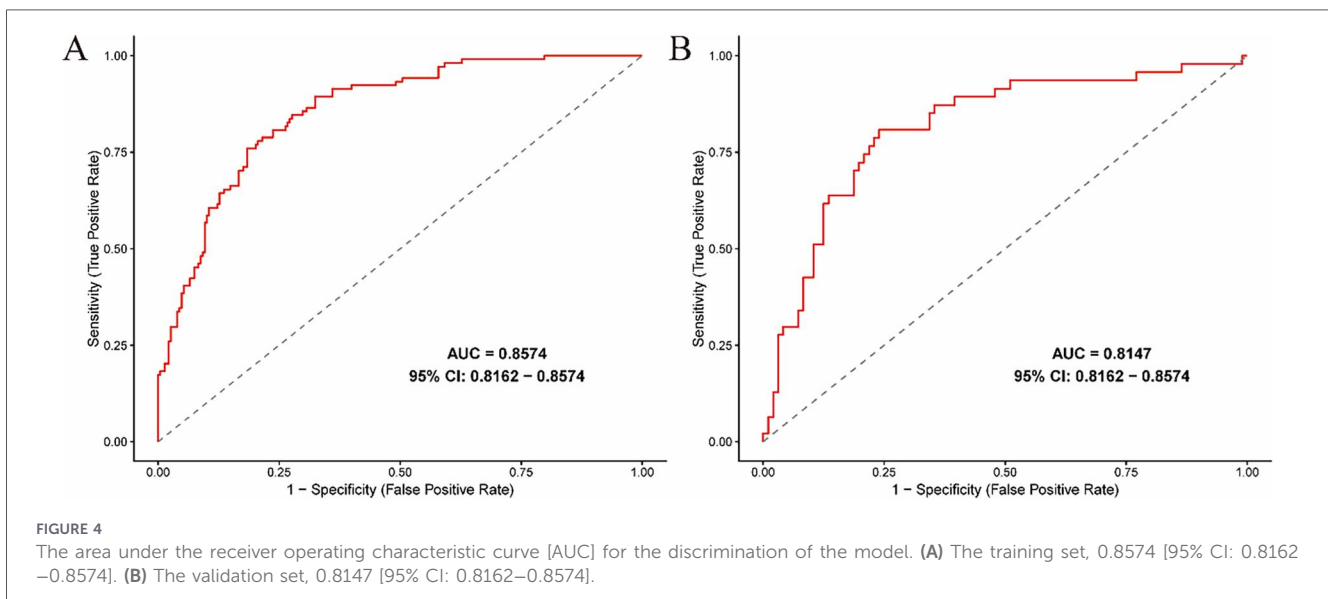 A
1.00
0.75
0.50
0.25
0.00
Sensitivity (True Positive Rate)
AUC = 0.8574
95% CI: 0.8162 – 0.8574
0.00 0.25 0.50 0.75 1.00
1 – Specificity (False Positive Rate)
B
1.00
0.75
0.50
0.25
0.00
Sensitivity (True Positive Rate)
AUC = 0.8147
95% CI: 0.8162 – 0.8574
0.00 0.25 0.50 0.75 1.00
1 – Specificity (False Positive Rate)
FIGURE 4
The area under the receiver operating characteristic curve [AUC] for the discrimination of the model. (A) The training set, 0.8574 [95% CI: 0.8162
–0.8574]. (B) The validation set, 0.8147 [95% CI: 0.8162–0.8574].